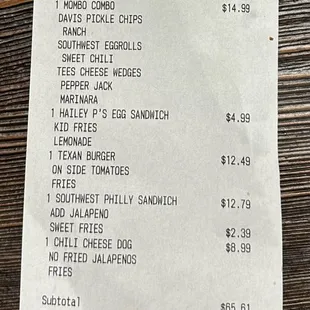 1 MOMBO COMBO $14.99
DAVIS PICKLE CHIPS
RANCH
SOUTHWEST EGGROLLS
SWEET CHILI
TEES CHEESE WEDGES
PEPPER JACK
MARINARA
1 HAILEY P'S EGG SANDWICH $4.99
KID FRIES
LEMONADE
1 TEXAN BURGER $12.49
ON SIDE TOMATOES
FRIES
1 SOUTHWEST PHILLY SANDWICH $12.79
ADD JALAPENO
SWEET FRIES $2.39
1 CHILI CHEESE DOG $8.99
NO FRIED JALAPENOS
FRIES
Subtotal $65.61